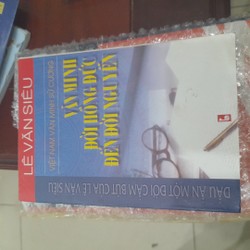 LÊ VĂN SIÊU
VIỆT NAM VĂN MINH SỬ CƯƠNG
VĂN MINH
ĐỜI HỒNG ĐỨC
ĐẾN ĐỜI NGUYỄN
DẤU ẤN MỘT ĐỜI CẦM BÚT CỦA LÊ VĂN SIÊU